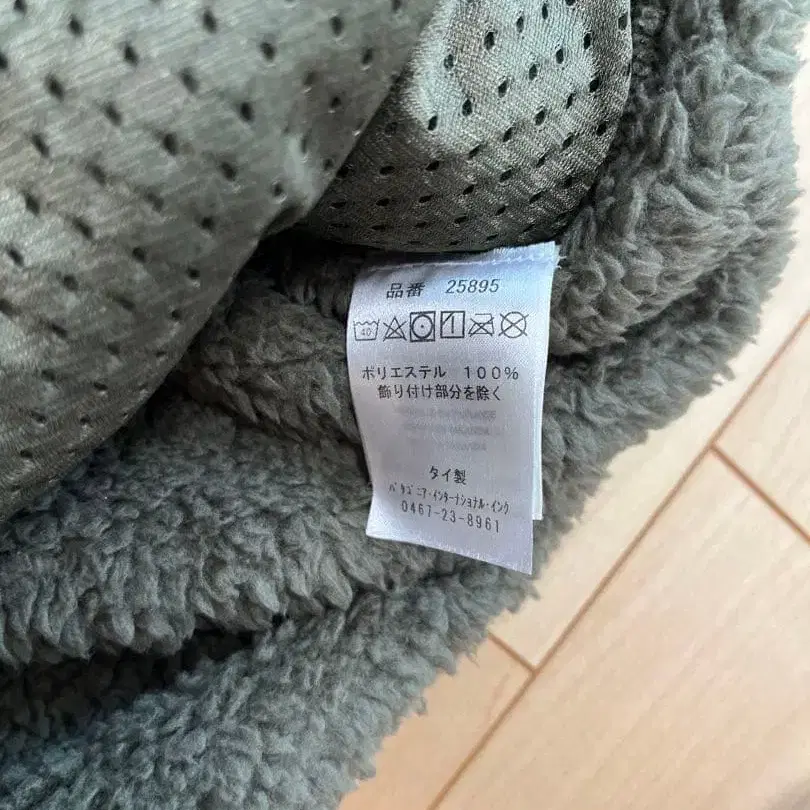 品番 25895
40
ポリエステル 100%
飾り付け部分を除く
タイ製
パタゴニア・インターナショナル・インク
0467-23-8961